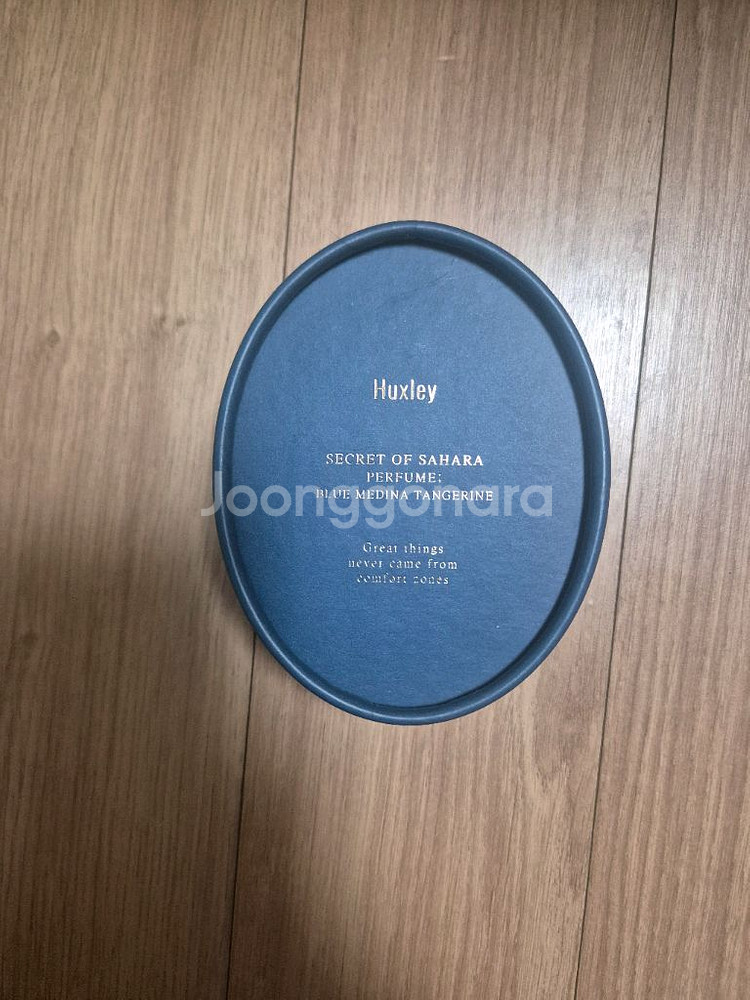 Huxley
SECRET OF SAHARA
PERFUME;
BLUE MEDINA TANGERINE
Joonggonara
Great things
never came from
comfort zones